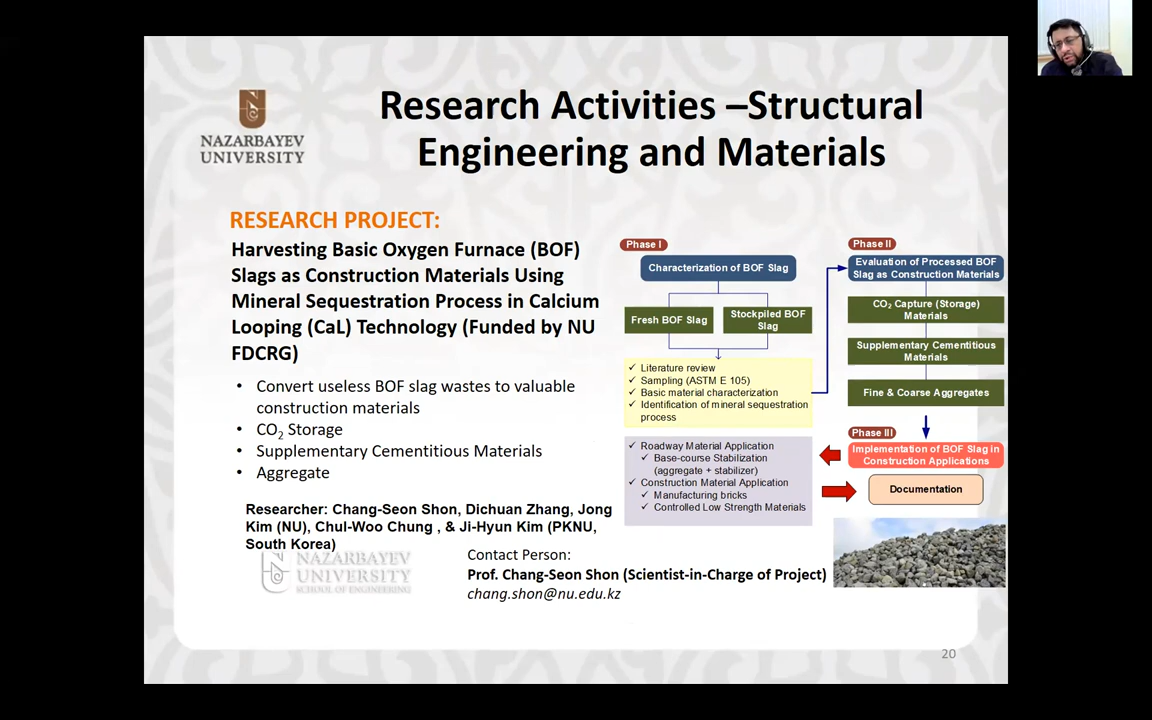 Research Activities –Structural
Engineering and Materials
NAZARBAYEV
UNIVERSITY
RESEARCH PROJECT:
Harvesting Basic Oxygen Furnace (BOF)
Slags as Construction Materials Using
Mineral Sequestration Process in Calcium
Looping (CaL) Technology (Funded by NU
FDCRG)
• Convert useless BOF slag wastes to valuable
construction materials
• CO2 Storage
• Supplementary Cementitious Materials
• Aggregate
Researcher: Chang-Seon Shon, Dichuan Zhang, Jong
Kim (NU), Chul-Woo Chung , & Ji-Hyun Kim (PKNU,
South Korea)
NAZARBAYEV
UNIVERSITY
SCHOOL OF ENGINEERING
Contact Person:
Prof. Chang-Seon Shon (Scientist-in-Charge of Project)
chang.shon@nu.edu.kz
Phase I
Characterization of BOF Slag
Fresh BOF Slag
Stockpiled BOF
Slag
✓ Literature review
✓ Sampling (ASTM E 105)
✓ Basic material characterization
✓ Identification of mineral sequestration
process
Phase II
Evaluation of Processed BOF
Slag as Construction Materials
CO2 Capture (Storage)
Materials
Supplementary Cementitious
Materials
Fine & Coarse Aggregates
Phase III
Implementation of BOF Slag in
Construction Applications
✓ Roadway Material Application
✓ Base-course Stabilization
(aggregate + stabilizer)
✓ Construction Material Application
✓ Manufacturing bricks
✓ Controlled Low Strength Materials
Documentation
20